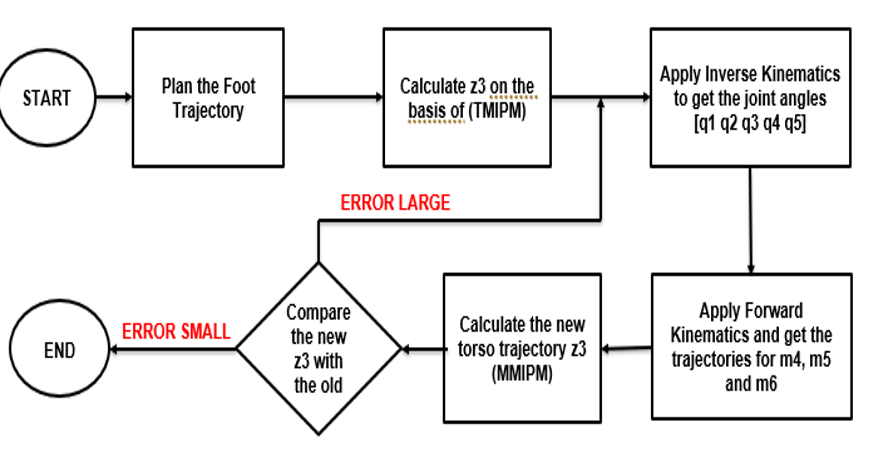 START
Plan the Foot
Trajectory
Calculate z3 on the
basis of (TMIPM)
Apply Inverse Kinematics
to get the joint angles
[q1 q2 q3 q4 q5]
ERROR LARGE
Apply Forward
Kinematics and get the
trajectories for m4, m5
and m6
Calculate the new
torso trajectory z3
(MMIPM)
Compare
the new
z3 with
the old
ERROR SMALL
END